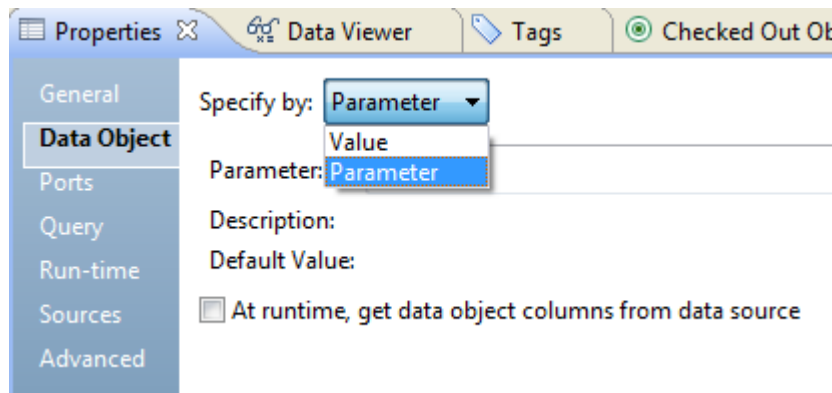 Properties Data Viewer Tags Checked Out Ob
General
Specify by: Parameter
Data Object
Value
Parameter: Parameter
Ports
Description:
Query
Default Value:
Run-time
At runtime, get data object columns from data source
Sources
Advanced